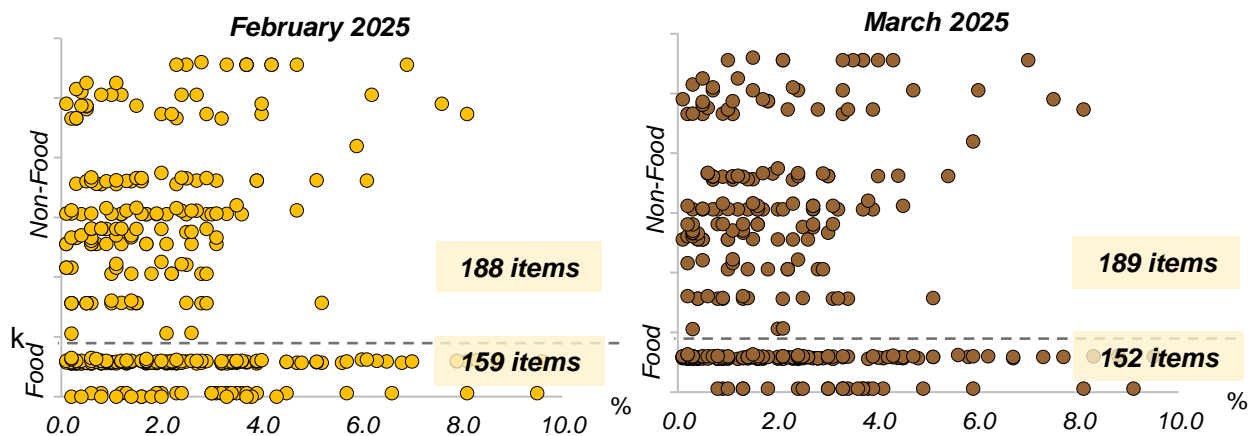 February 2025
Non-Food
188 items
k
Food
159 items
%
0.0 2.0 4.0 6.0 8.0 10.0
March 2025
Non-Food
189 items
Food
152 items
%
0.0 2.0 4.0 6.0 8.0 10.0